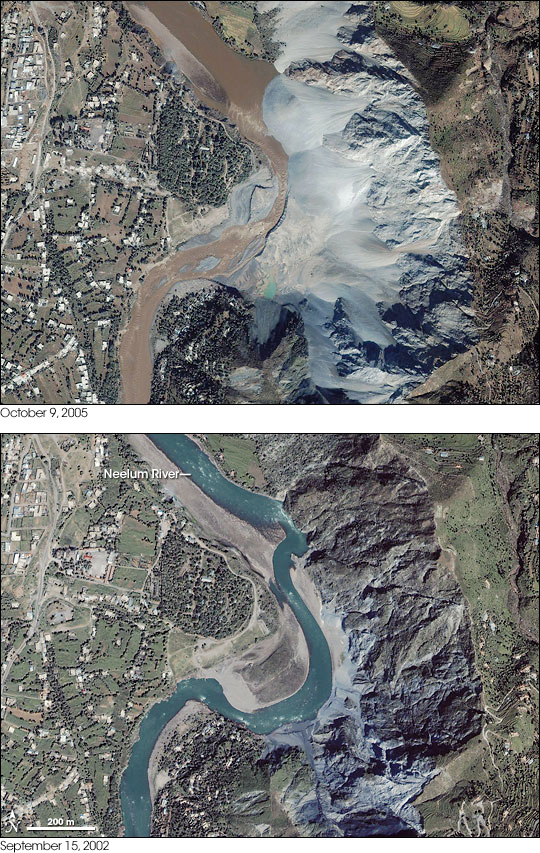 October 9, 2005
Neelum River
N
200 m
September 15, 2002